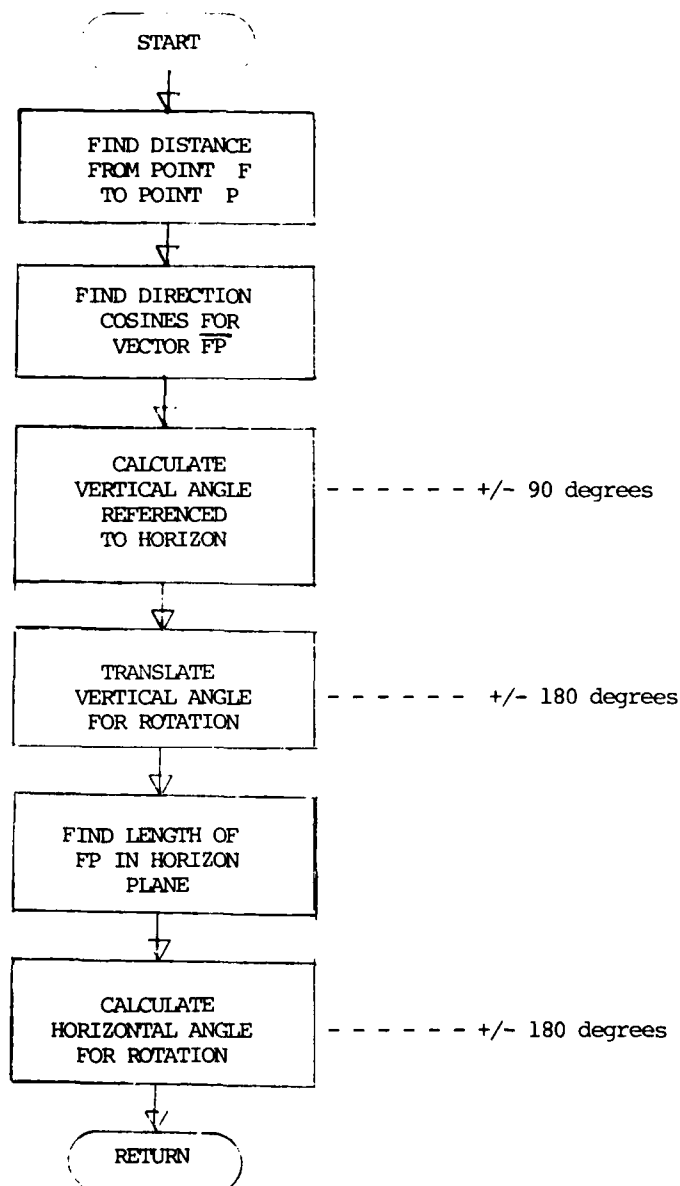 START
FIND DISTANCE
FROM POINT F
TO POINT P
FIND DIRECTION
COSINES FOR
VECTOR FP
CALCULATE
VERTICAL ANGLE
REFERENCED
TO HORIZON
- - - - - - +/- 90 degrees
TRANSLATE
VERTICAL ANGLE
FOR ROTATION
- - - - - - +/- 180 degrees
FIND LENGTH OF
FP IN HORIZON
PLANE
CALCULATE
HORIZONTAL ANGLE
FOR ROTATION
- - - - - - +/- 180 degrees
RETURN